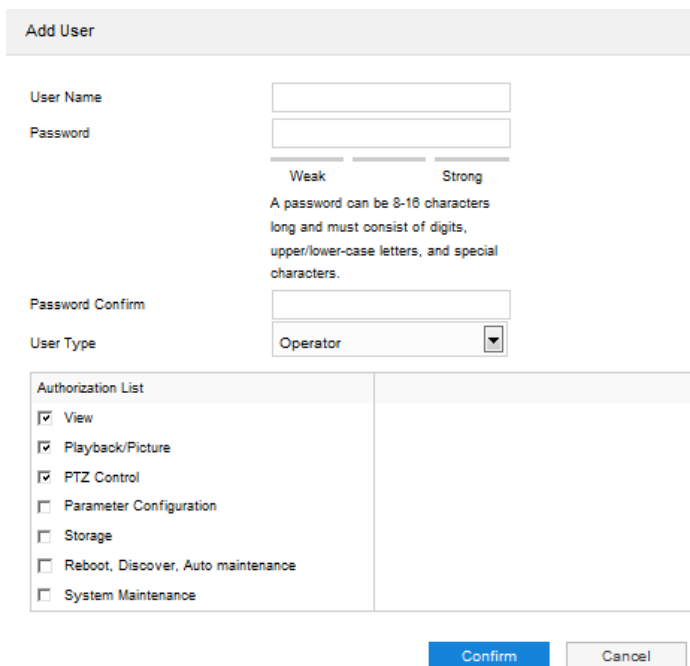 Add User
User Name
Password
Weak Strong
A password can be 8-16 characters
long and must consist of digits,
upper/lower-case letters, and special
characters.
Password Confirm
User Type Operator
Authorization List
View
Playback/Picture
PTZ Control
Parameter Configuration
Storage
Reboot, Discover, Auto maintenance
System Maintenance
Confirm Cancel